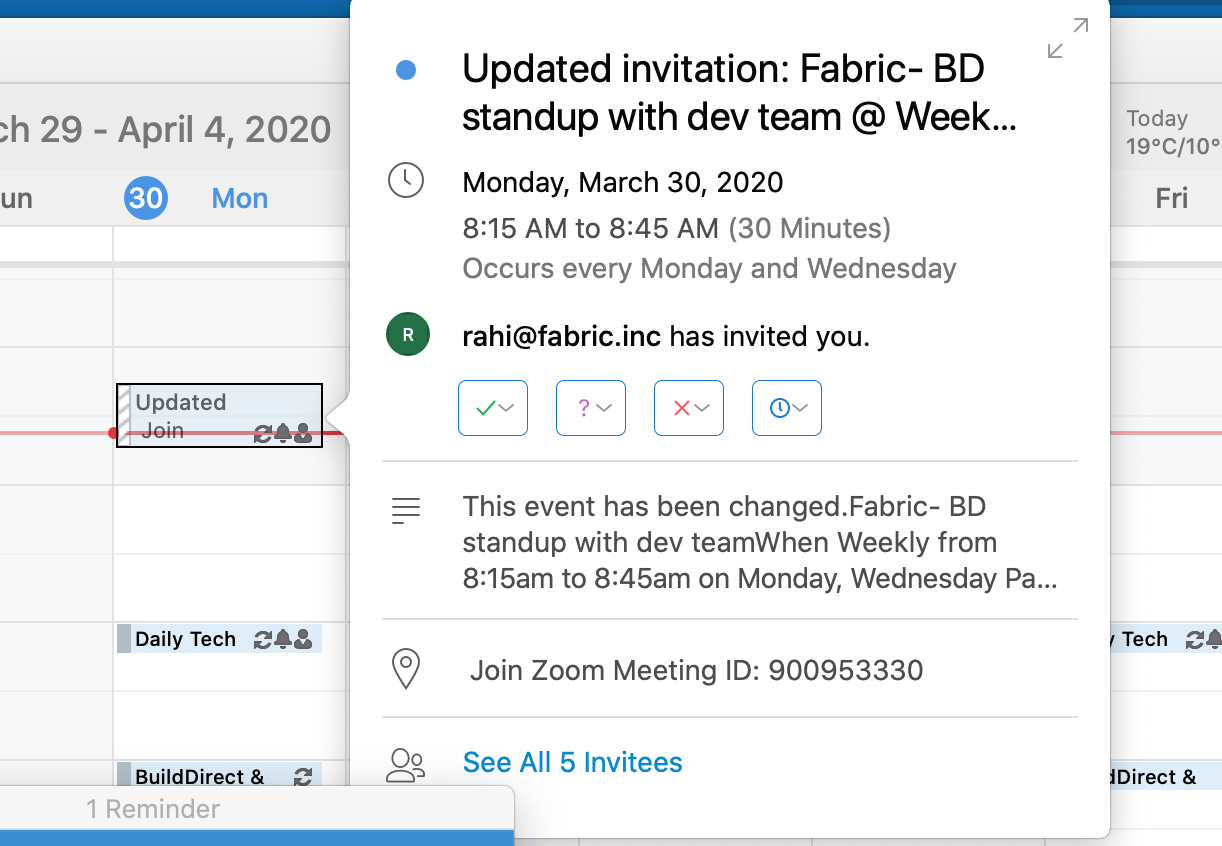 ch 29 - April 4, 2020
un
30 Mon
Updated
Join
Daily Tech
BuildDirect &
1 Reminder
Updated invitation: Fabric- BD
standup with dev team @ Week...
Monday, March 30, 2020
8:15 AM to 8:45 AM (30 Minutes)
Occurs every Monday and Wednesday
R
rahi@fabric.inc has invited you.
?
This event has been changed.Fabric- BD
standup with dev teamWhen Weekly from
8:15am to 8:45am on Monday, Wednesday Pa...
Join Zoom Meeting ID: 900953330
See All 5 Invitees
Today
19°C/10°
Fri
y Tech
dDirect &